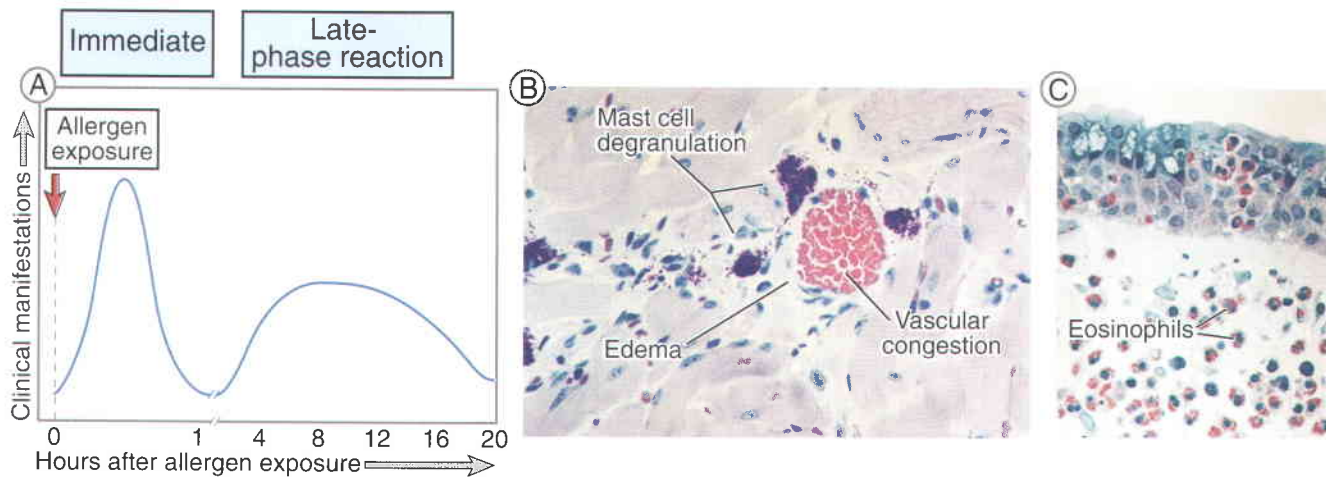 Immediate
Late-
phase reaction
A
Allergen
exposure
Clinical manifestations
0
1
4
8
12
16
20
Hours after allergen exposure
B
Mast cell
degranulation
Edema
Vascular
congestion
C
Eosinophils